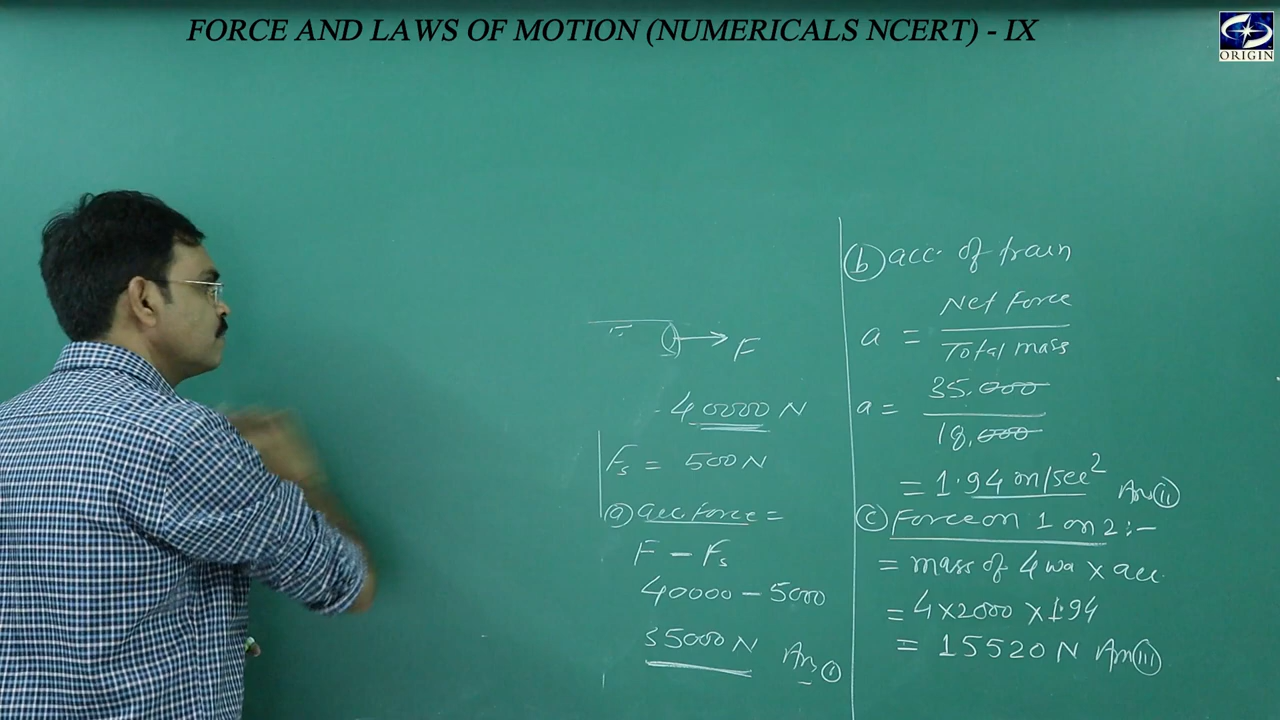 FORCE AND LAWS OF MOTION (NUMERICALS NCERT) - IX
ORIGIN
F
40000 N
Fs = 500 N
(a) acc. Force =
F - Fs
40000 - 5000
35000 N Ans (i)
(b) acc. of train
a = Net Force / Total mass
a = 35,000 / 18,000
= 1.94 m/sec² An (ii)
(c) Force on 1 on 2 :-
= mass of 4 wa × acc.
= 4 × 2000 × 1.94
= 15520 N Am (iii)